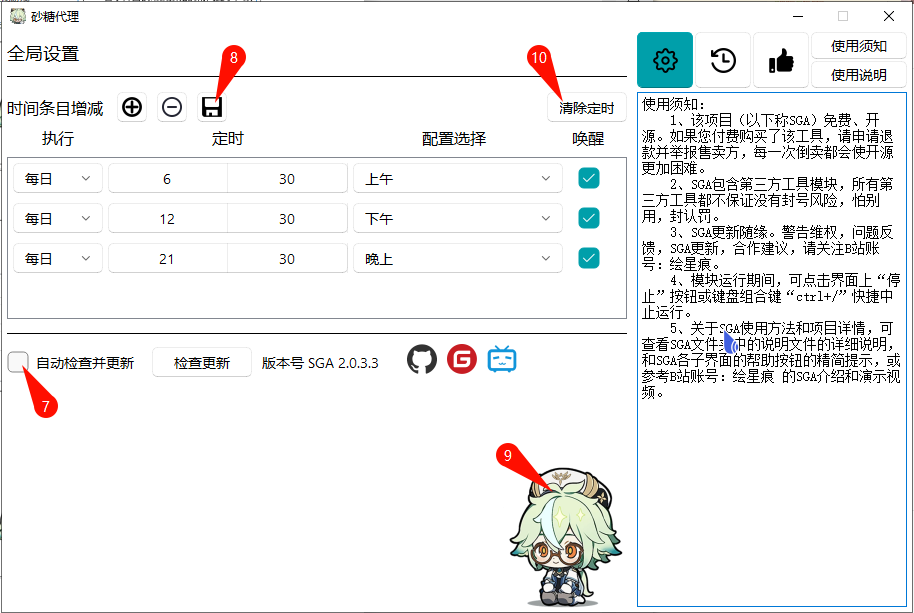 砂糖代理
全局设置
8
10
时间条目增减
清除定时
执行
定时
配置选择
唤醒
每日
6
30
上午
每日
12
30
下午
每日
21
30
晚上
自动检查并更新
检查更新
版本号 SGA 2.0.3.3
G
7
9
使用须知
使用说明
使用须知:
1、该项目（以下称SGA）免费、开
源。如果您付费购买了该工具，请申请退
款并举报售卖方，每一次倒卖都会使开源
更加困难。
2、SGA包含第三方工具模块，所有第
三方工具都不保证没有封号风险，怕别
用，封认罚。
3、SGA更新随缘。警告维权，问题反
馈，SGA更新，合作建议，请关注B站账
号：绘星痕。
4、模块运行期间，可点击界面上“停
止”按钮或键盘组合键“ctrl+/”快捷中
止运行。
5、关于SGA使用方法和项目详情，可
查看SGA文件夹中的说明文件的详细说明，
和SGA各子界面的帮助按钮的精简提示，或
参考B站账号：绘星痕 的SGA介绍和演示视
频。